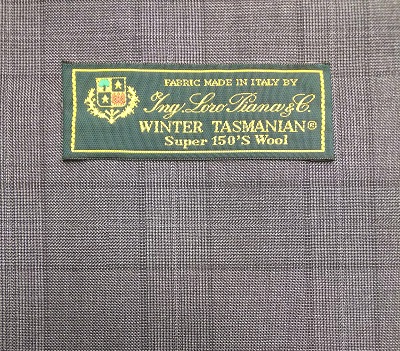 FABRIC MADE IN ITALY BY
Ing. Loro Piana & C.
WINTER TASMANIAN®
Super 150'S Wool